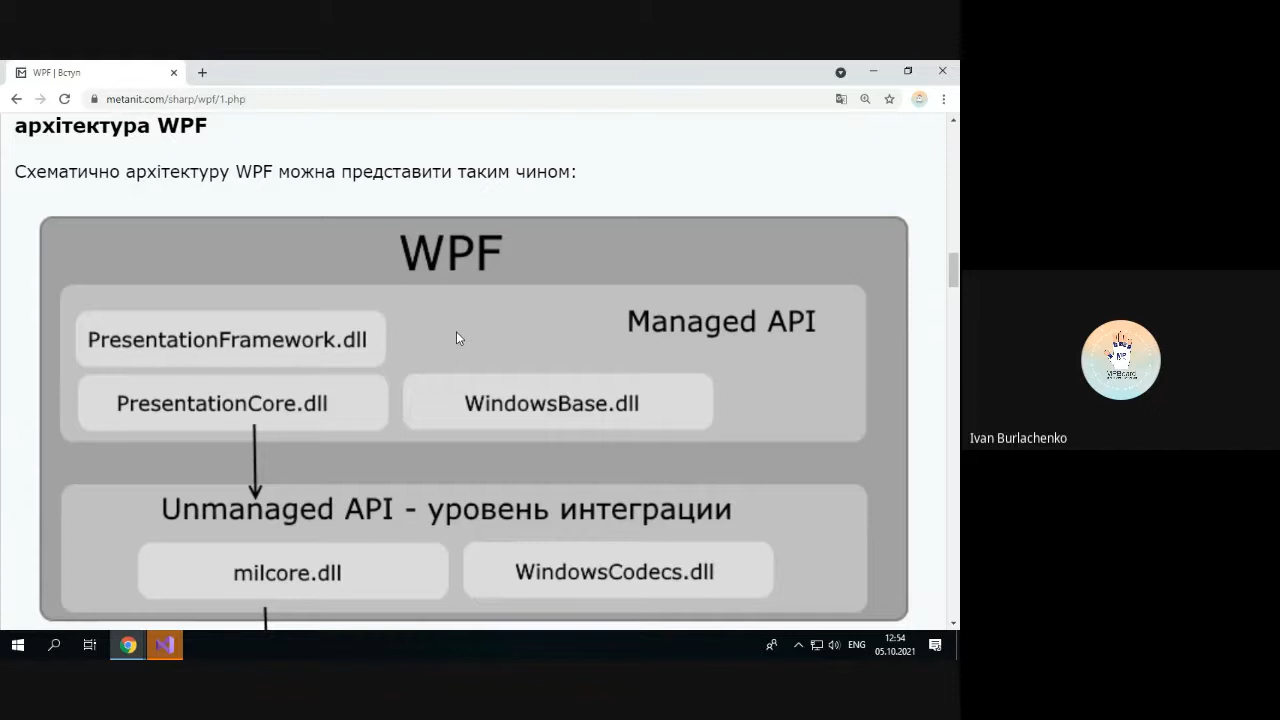 WPF | Вступ
metanit.com/sharp/wpf/1.php
архітектура WPF
Схематично архітектуру WPF можна представити таким чином:
WPF
Managed API
PresentationFramework.dll
PresentationCore.dll
WindowsBase.dll
Unmanaged API - уровень интеграции
milcore.dll
WindowsCodecs.dll
ENG
12:54
05.10.2021
Ivan Burlachenko